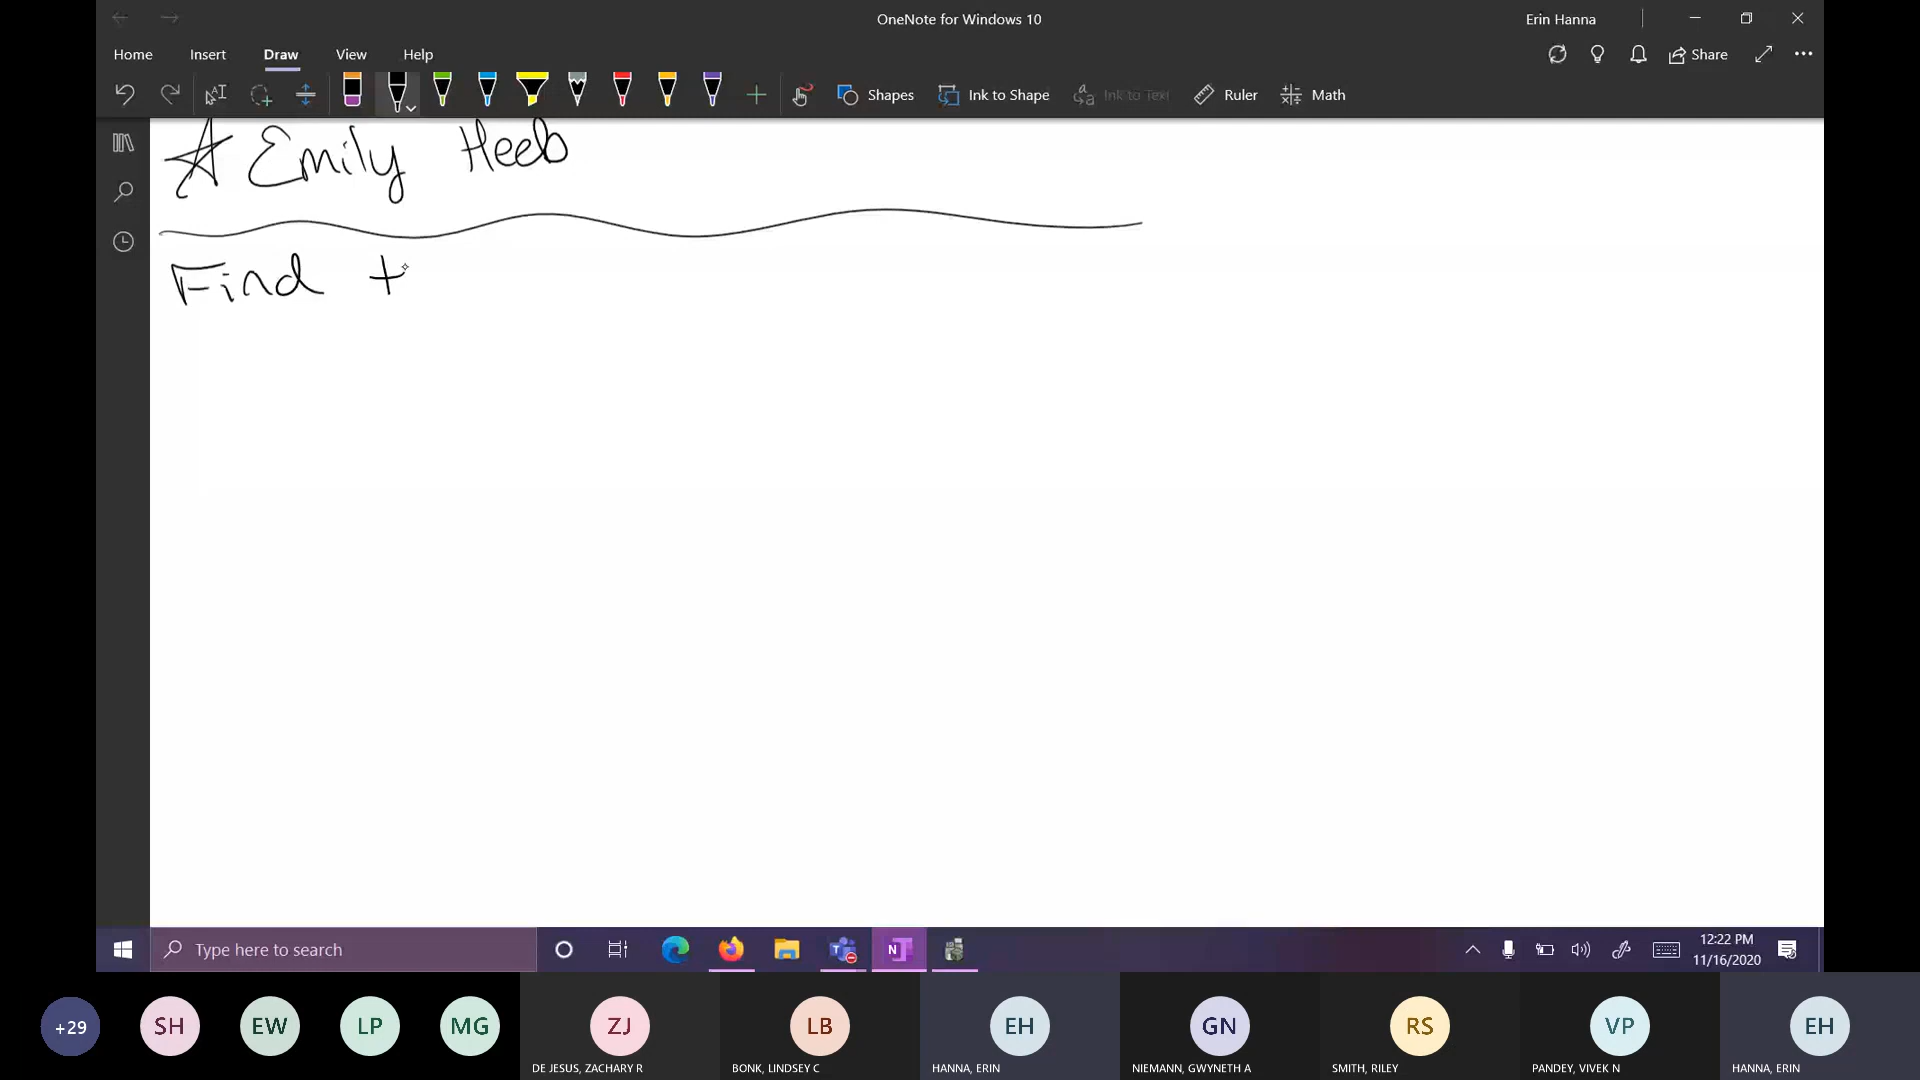 OneNote for Windows 10
Erin Hanna
Home Insert Draw View Help
Share
Shapes Ink to Shape Ink to Text Ruler Math
Emily Heeb
Find t
Type here to search
12:22 PM
11/16/2020
+29 SH EW LP MG ZJ LB EH GN RS VP EH
DE JESUS, ZACHARY R BONK, LINDSEY C HANNA, ERIN NIEMANN, GWYNETH A SMITH, RILEY PANDEY, VIVEK N HANNA, ERIN